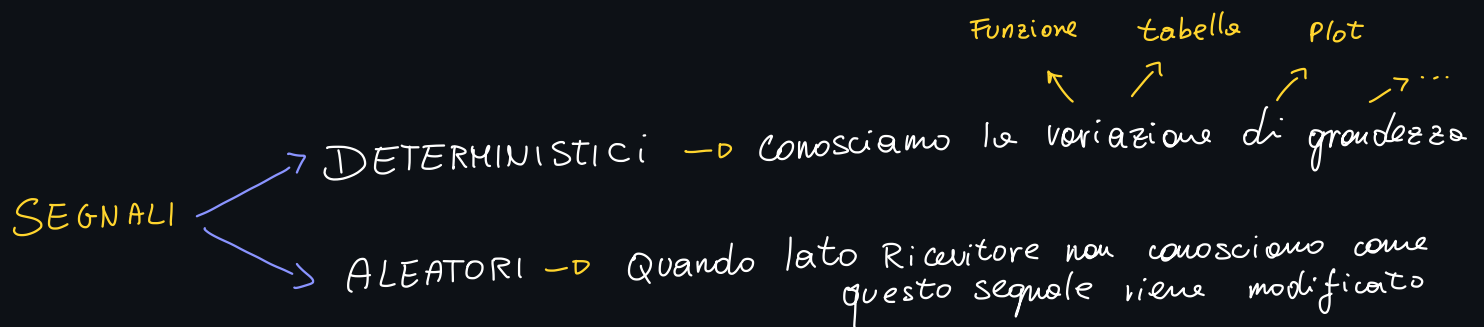 Funzione tabella Plot
...
DETERMINISTICI → conosciamo la variazione di grandezza
SEGNALI
ALEATORI → Quando lato Ricevitore non conosciamo come
questo segnale viene modificato